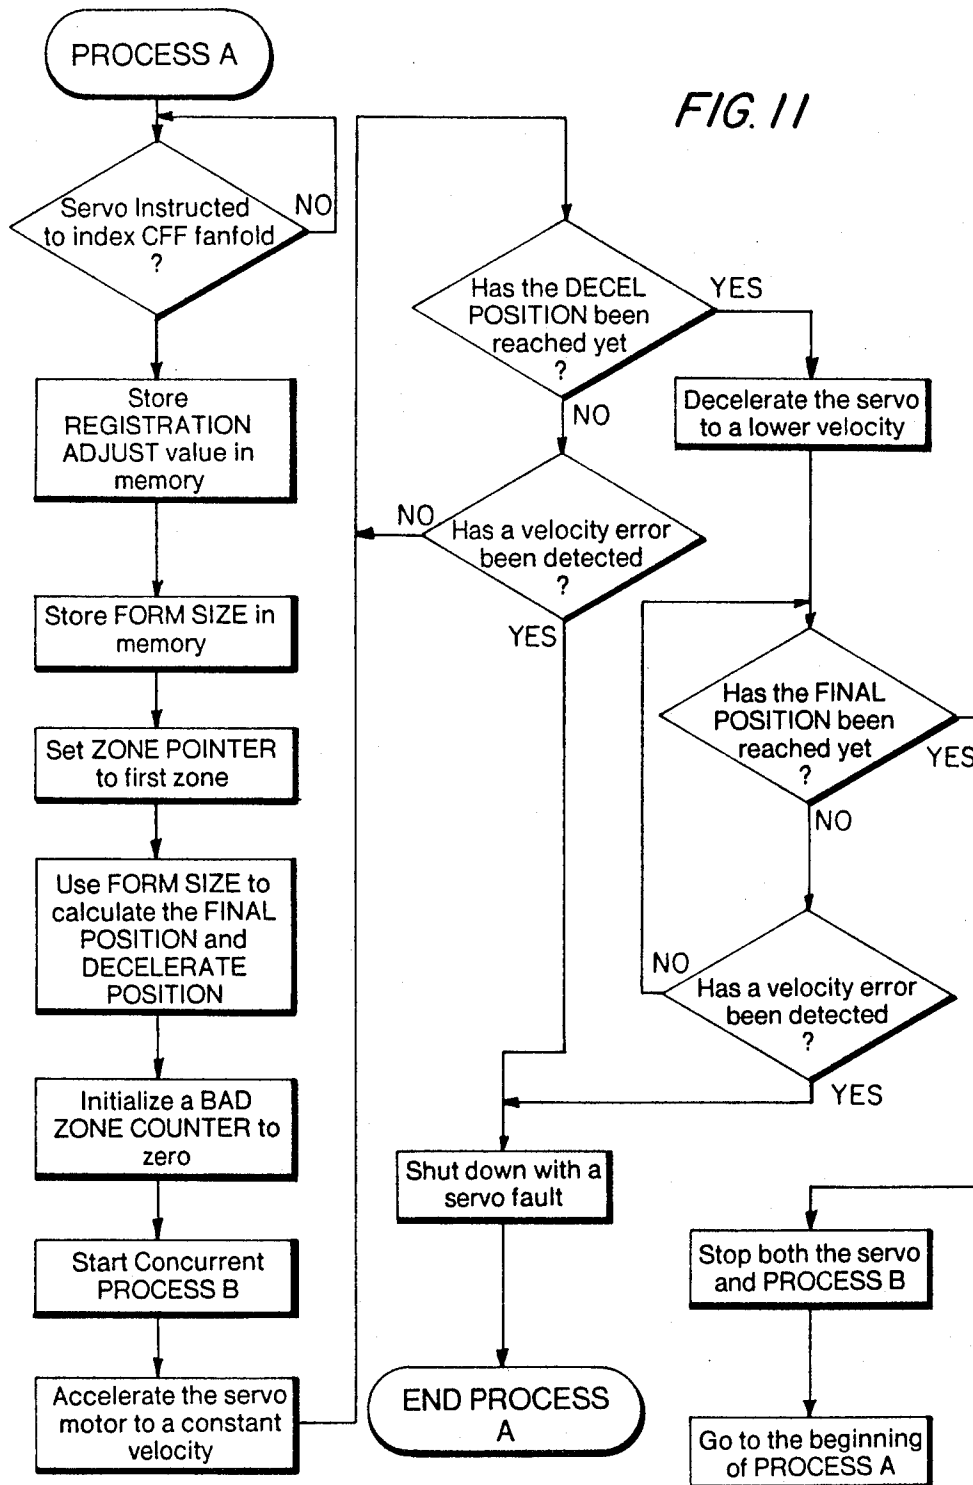 PROCESS A
FIG. 11
Servo Instructed
to index CFF fanfold
?
NO
Store
REGISTRATION
ADJUST value in
memory
Store FORM SIZE in
memory
Set ZONE POINTER
to first zone
Use FORM SIZE to
calculate the FINAL
POSITION and
DECELERATE
POSITION
Initialize a BAD
ZONE COUNTER to
zero
Start Concurrent
PROCESS B
Accelerate the servo
motor to a constant
velocity
Has the DECEL
POSITION been
reached yet
?
YES
NO
Has a velocity error
been detected
?
NO
YES
Decelerate the servo
to a lower velocity
Has the FINAL
POSITION been
reached yet
?
YES
NO
Has a velocity error
been detected
?
NO
YES
Shut down with a
servo fault
END PROCESS
A
Stop both the servo
and PROCESS B
Go to the beginning
of PROCESS A